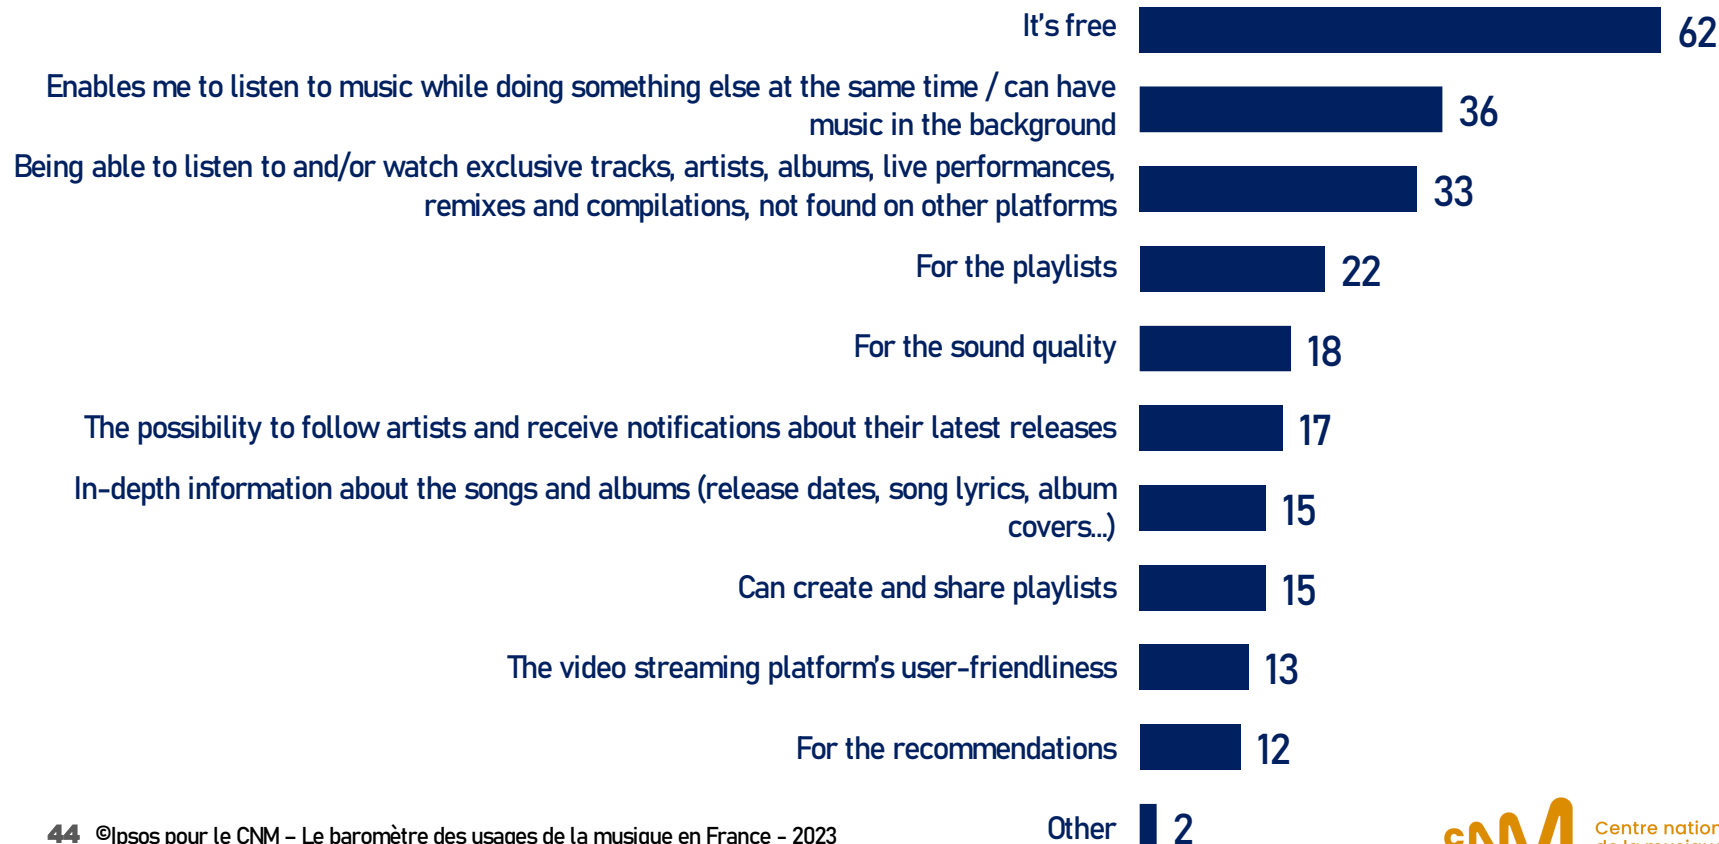 It's free
62
Enables me to listen to music while doing something else at the same time / can have
music in the background
36
Being able to listen to and/or watch exclusive tracks, artists, albums, live performances,
remixes and compilations, not found on other platforms
33
For the playlists
22
For the sound quality
18
The possibility to follow artists and receive notifications about their latest releases
17
In-depth information about the songs and albums (release dates, song lyrics, album
covers...)
15
Can create and share playlists
15
The video streaming platform's user-friendliness
13
For the recommendations
12
Other
2
44 ©Ipsos pour le CNM – Le baromètre des usages de la musique en France - 2023
CNM
Centre